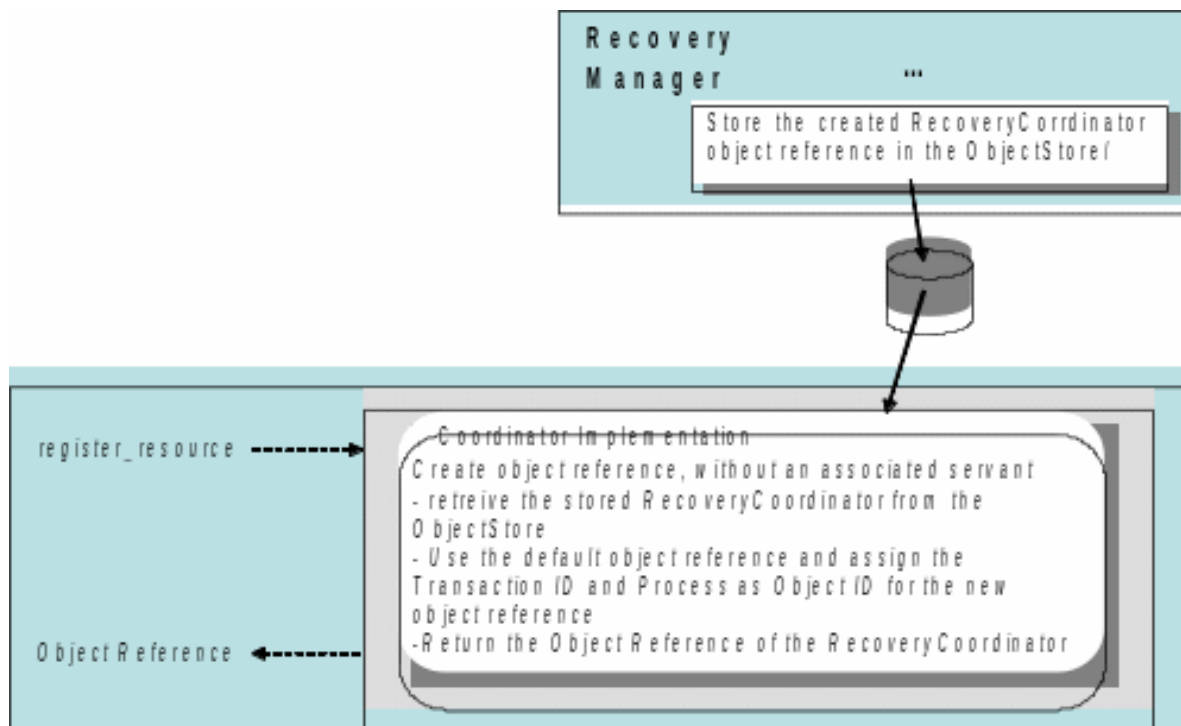 Recovery
Manager
...
Store the created RecoveryCorrdinator
object reference in the ObjectStore/
register_resource
Coordinator Implementation
Create object reference, without an associated servant
- retreive the stored RecoveryCoordinator from the
ObjectStore
- Use the default object reference and assign the
Transaction ID and Process as Object ID for the new
object reference
-Return the Object Reference of the RecoveryCoordinator
Object Reference